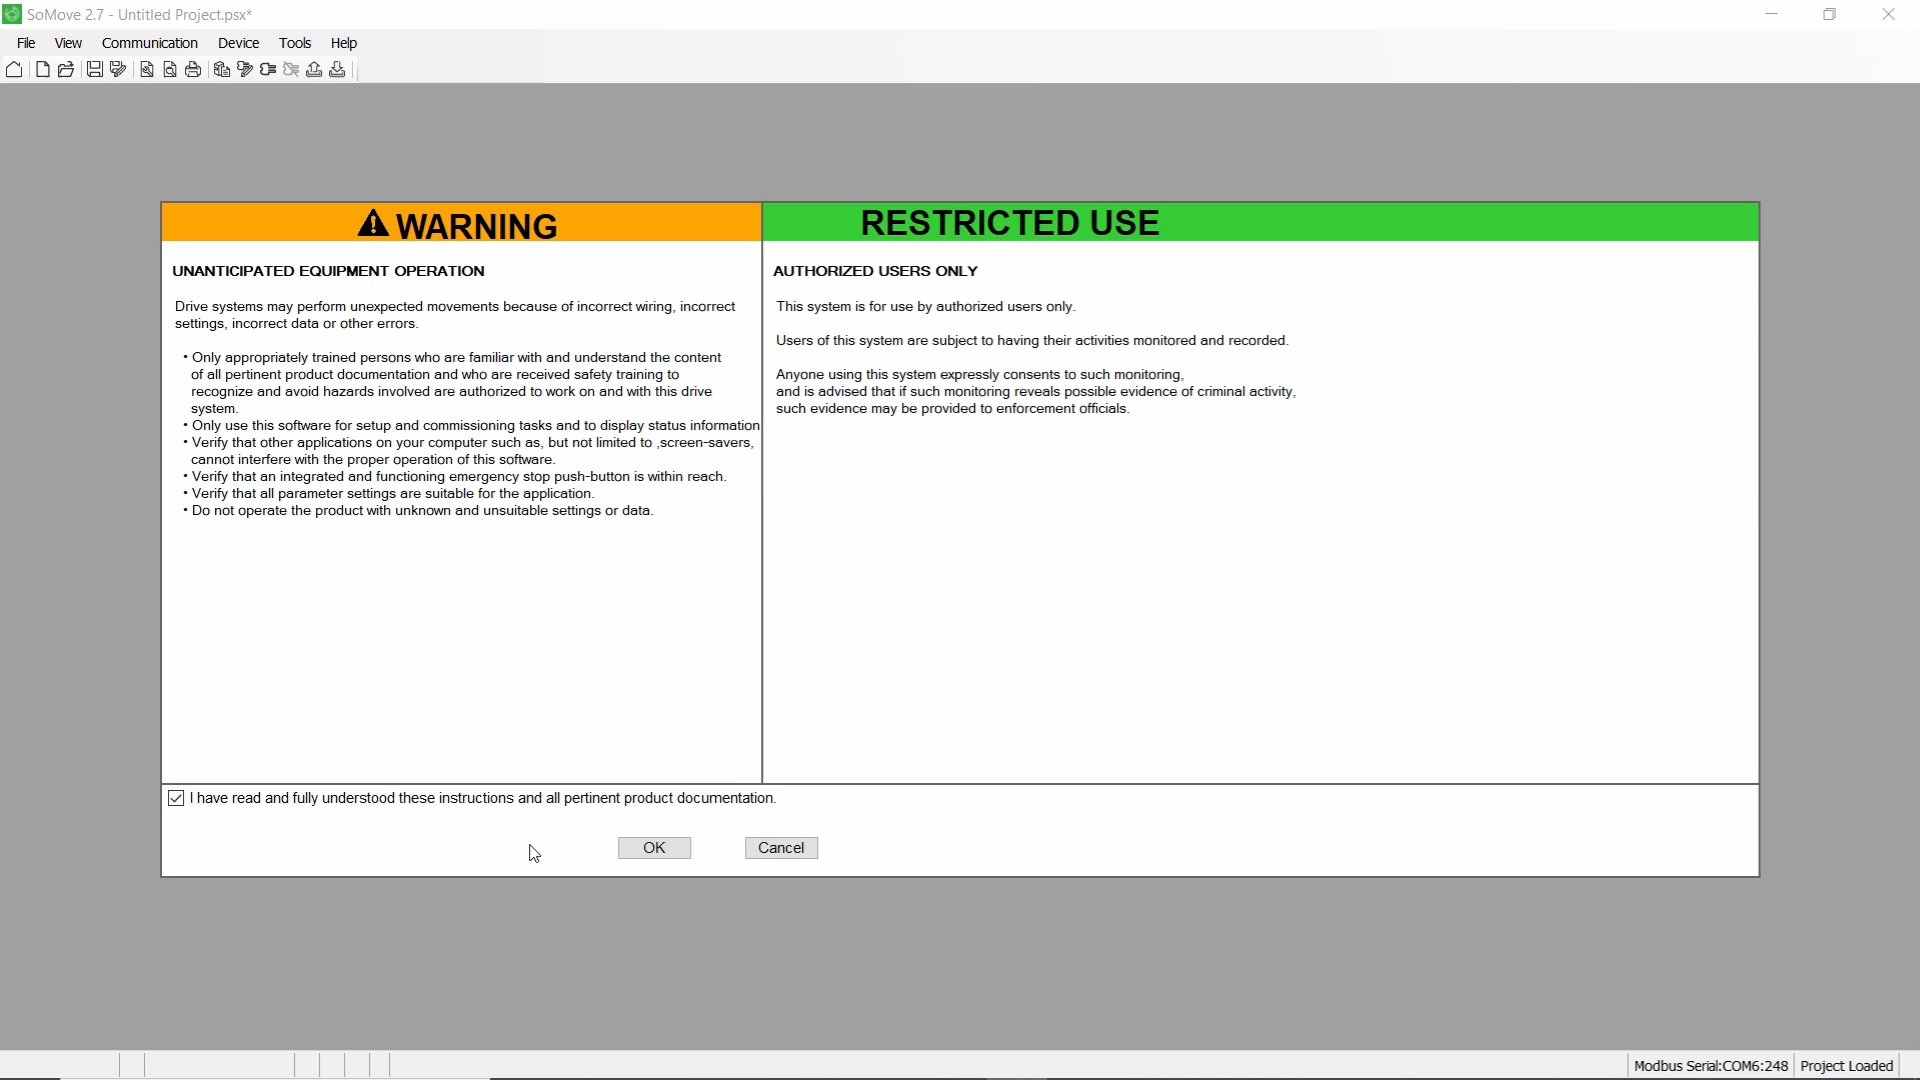 SoMove 2.7 - Untitled Project.psx*
File View Communication Device Tools Help
WARNING
UNANTICIPATED EQUIPMENT OPERATION
Drive systems may perform unexpected movements because of incorrect wiring, incorrect
settings, incorrect data or other errors.
• Only appropriately trained persons who are familiar with and understand the content
of all pertinent product documentation and who are received safety training to
recognize and avoid hazards involved are authorized to work on and with this drive
system.
• Only use this software for setup and commissioning tasks and to display status information
• Verify that other applications on your computer such as, but not limited to ,screen-savers,
cannot interfere with the proper operation of this software.
• Verify that an integrated and functioning emergency stop push-button is within reach.
• Verify that all parameter settings are suitable for the application.
• Do not operate the product with unknown and unsuitable settings or data.
RESTRICTED USE
AUTHORIZED USERS ONLY
This system is for use by authorized users only.
Users of this system are subject to having their activities monitored and recorded.
Anyone using this system expressly consents to such monitoring,
and is advised that if such monitoring reveals possible evidence of criminal activity,
such evidence may be provided to enforcement officials.
I have read and fully understood these instructions and all pertinent product documentation.
OK Cancel
Modbus Serial:COM6:248 Project Loaded